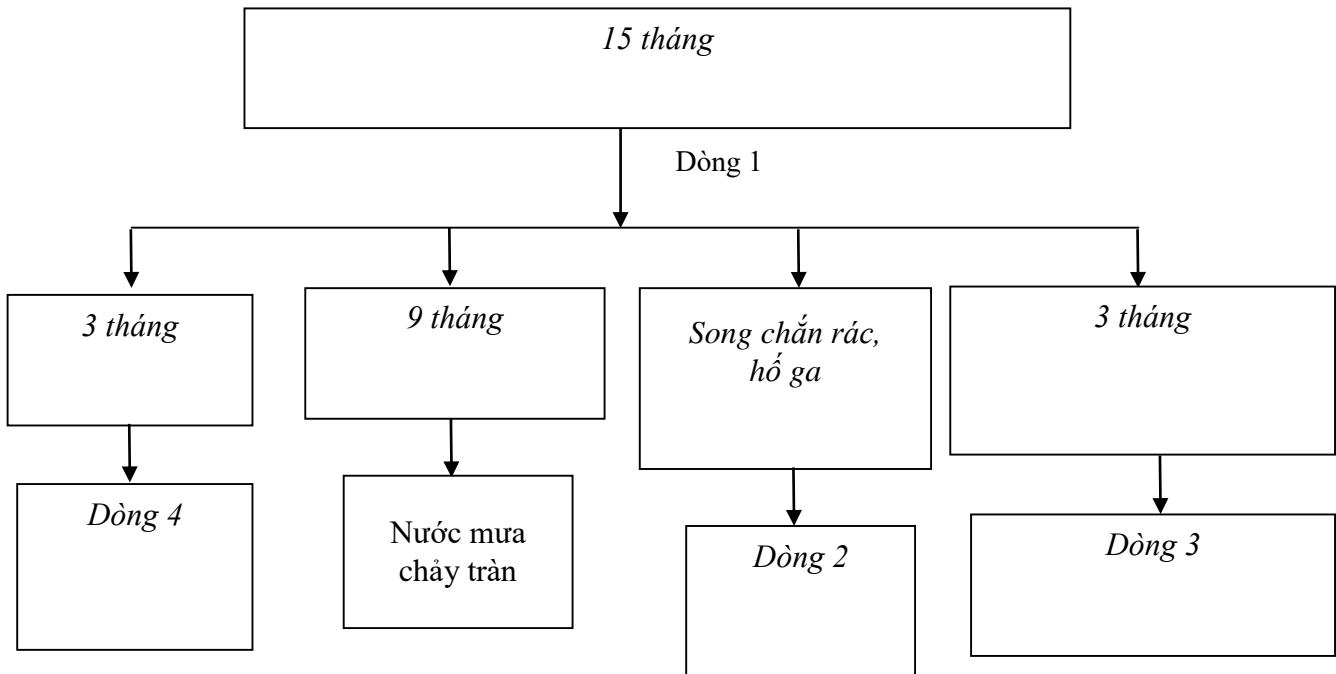 15 tháng
Dòng 1
3 tháng
9 tháng
Song chắn rác,
hố ga
3 tháng
Dòng 4
Nước mưa
chảy tràn
Dòng 2
Dòng 3